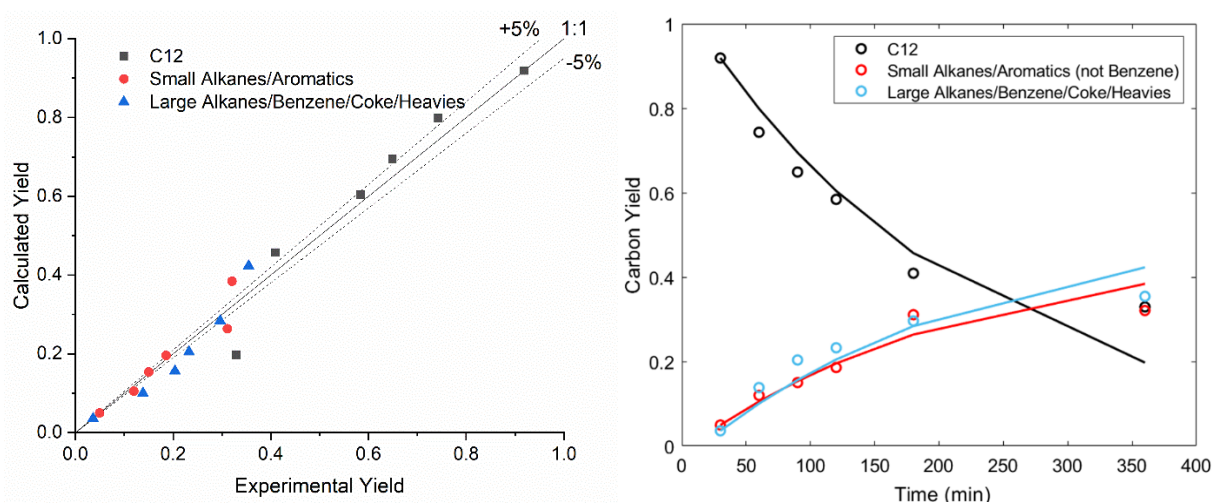 +5%
1:1
-5%
C12
Small Alkanes/Aromatics
Large Alkanes/Benzene/Coke/Heavies
1.0
0.8
0.6
0.4
0.2
0.0
Calculated Yield
0.0 0.2 0.4 0.6 0.8 1.0
Experimental Yield
C12
Small Alkanes/Aromatics (not Benzene)
Large Alkanes/Benzene/Coke/Heavies
1
0.8
0.6
0.4
0.2
0
Carbon Yield
0 50 100 150 200 250 300 350 400
Time (min)